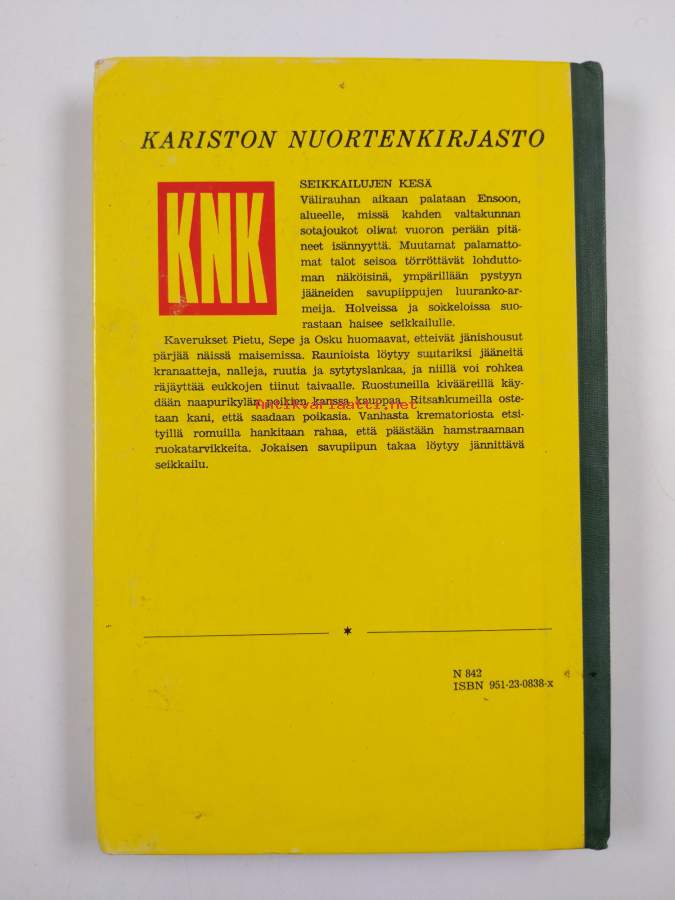 KARISTON NUORTENKIRJASTO
KNK
SEIKKAILUJEN KESÄ
Välirauhan aikaan palataan Ensoon,
alueelle, missä kahden valtakunnan
sotajoukot olivat vuoron perään pitä-
neet isännyyttä. Muutamat palamatto-
mat talot seisoa törröttävät lohdutto-
man näköisinä, ympärillään pystyyn
jääneiden savupiippujen luuranko-ar-
meija. Holveissa ja sokkeloissa suo-
rastaan haisee seikkailulle.
Kaverukset Pietu, Sepe ja Osku huomaavat, etteivät jänishousut
pärjää näissä maisemissa. Raunioista löytyy suutariksi jääneitä
kranaatteja, nalleja, ruutia ja sytytyslankaa, ja niillä voi rohkea
räjäyttää eukkojen tiinut taivaalle. Ruostuneilla kivääreillä käy-
dään naapurikylän poikien kanssa kauppaa. Ritsankumeilla oste-
Antikvariaatti.net
taan kani, että saadaan poikasia. Vanhasta krematoriosta etsi-
tyillä romuilla hankitaan rahaa, että päästään hamstraamaan
ruokatarvikkeita. Jokaisen savupiipun takaa löytyy jännittävä
seikkailu.
N 842
ISBN 951-23-0838-x